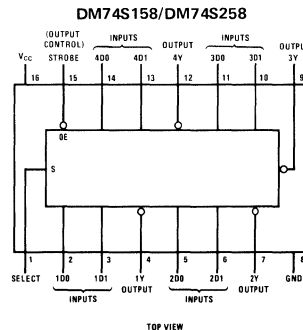 DM74S158/DM74S258
(OUTPUT CONTROL) INPUTS OUTPUT INPUTS OUTPUT
VCC STROBE 4D0 4D1 4Y 3D0 3D1 3Y
16 15 14 13 12 11 10 9
OE
S
1 2 3 4 5 6 7 8
SELECT 1D0 1D1 1Y 2D0 2D1 2Y GND
INPUTS OUTPUT INPUTS OUTPUT
TOP VIEW